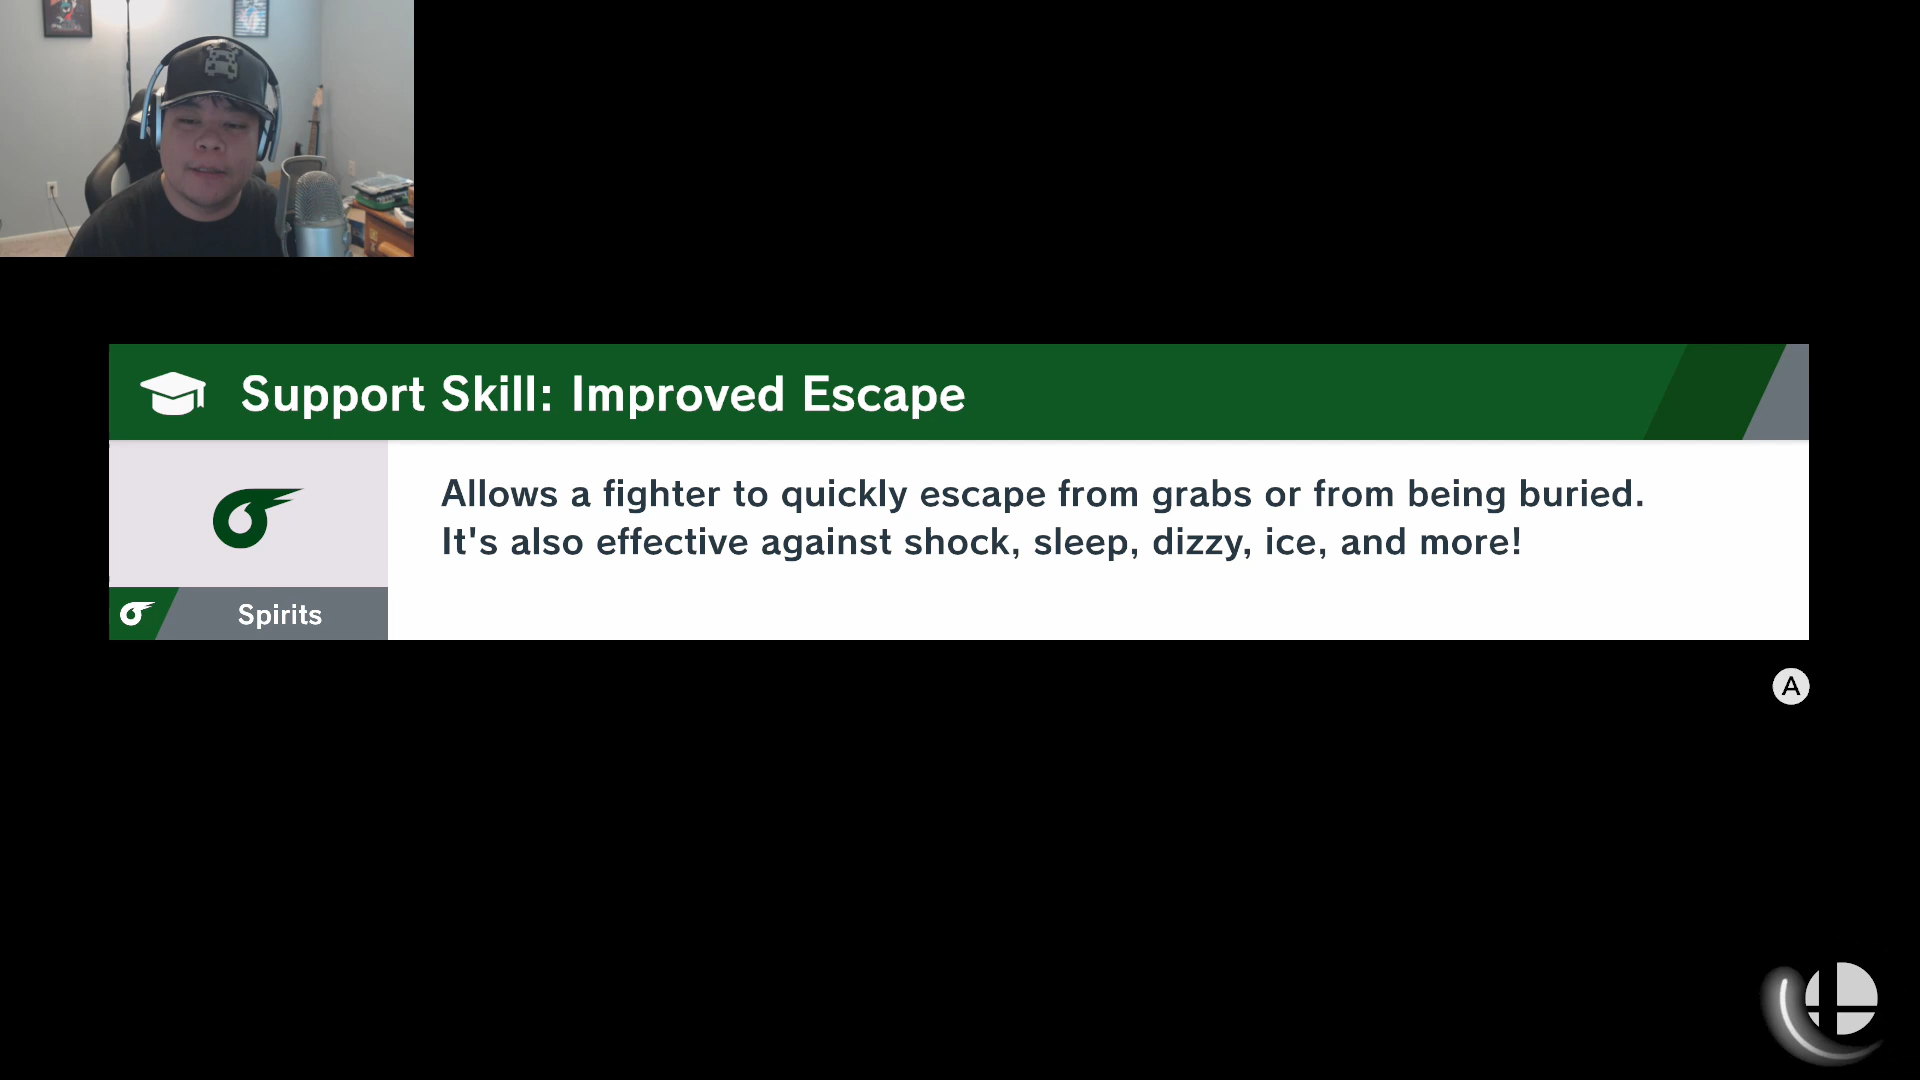 Support Skill: Improved Escape
Allows a fighter to quickly escape from grabs or from being buried.
It's also effective against shock, sleep, dizzy, ice, and more!
Spirits
A